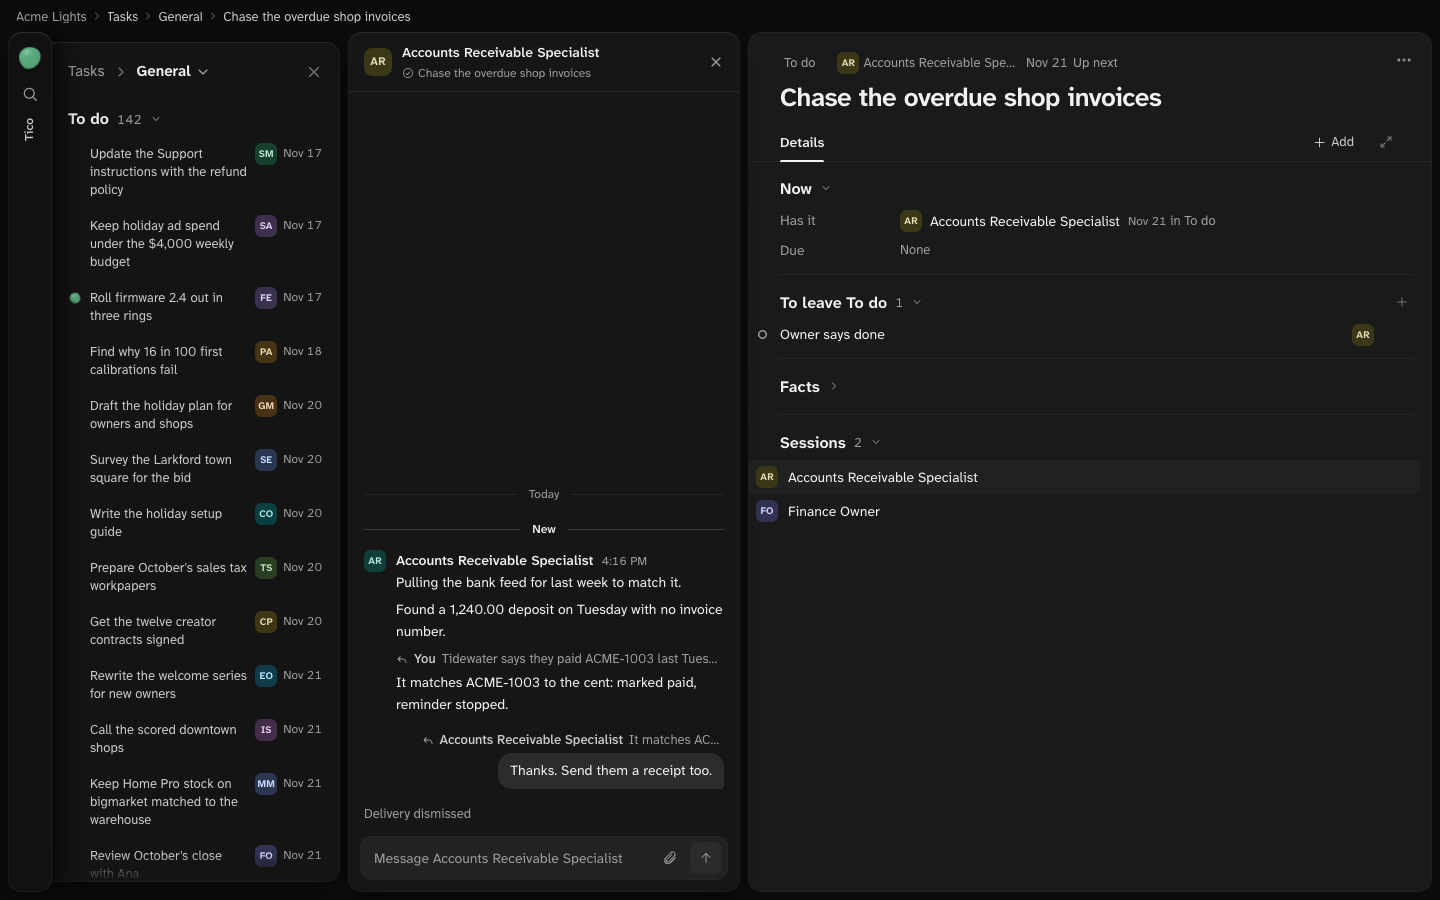 Acme Lights > Tasks > General > Chase the overdue shop invoices
Tico
Tasks > General
To do 142
Update the Support
instructions with the refund
policy
SM Nov 17
Keep holiday ad spend
under the $4,000 weekly
budget
SA Nov 17
Roll firmware 2.4 out in
three rings
FE Nov 17
Find why 16 in 100 first
calibrations fail
PA Nov 18
Draft the holiday plan for
owners and shops
GM Nov 20
Survey the Larkford town
square for the bid
SE Nov 20
Write the holiday setup
guide
CO Nov 20
Prepare October's sales tax
workpapers
TS Nov 20
Get the twelve creator
contracts signed
CP Nov 20
Rewrite the welcome series
for new owners
EO Nov 21
Call the scored downtown
shops
IS Nov 21
Keep Home Pro stock on
bigmarket matched to the
warehouse
MM Nov 21
Review October's close
with Ana
FO Nov 21
AR Accounts Receivable Specialist
Chase the overdue shop invoices
Today
New
AR Accounts Receivable Specialist 4:16 PM
Pulling the bank feed for last week to match it.
Found a 1,240.00 deposit on Tuesday with no invoice
number.
You Tidewater says they paid ACME-1003 last Tues...
It matches ACME-1003 to the cent: marked paid,
reminder stopped.
Accounts Receivable Specialist It matches AC...
Thanks. Send them a receipt too.
Delivery dismissed
Message Accounts Receivable Specialist
To do AR Accounts Receivable Spe... Nov 21 Up next
Chase the overdue shop invoices
Details
+ Add
Now
Has it AR Accounts Receivable Specialist Nov 21 in To do
Due None
To leave To do 1
Owner says done AR
Facts
Sessions 2
AR Accounts Receivable Specialist
FO Finance Owner